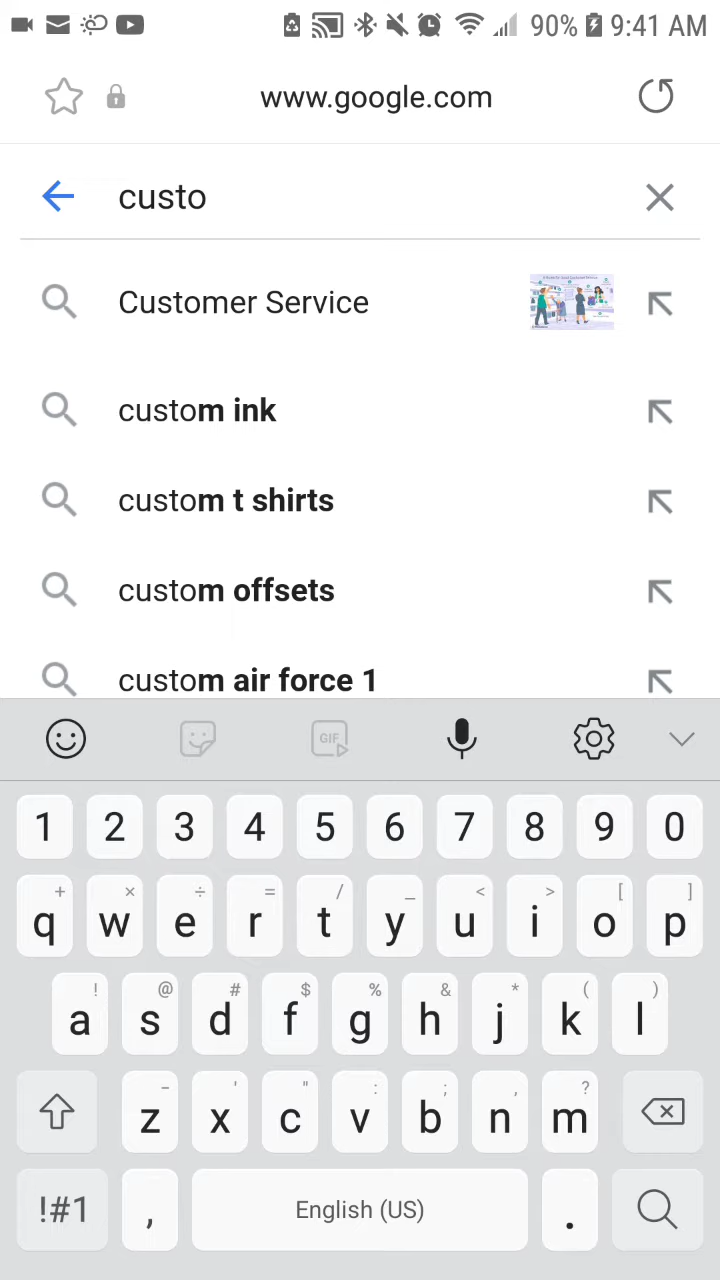 90% 9:41 AM
www.google.com
custo
Customer Service
custom ink
custom t shirts
custom offsets
custom air force 1
GIF
1 2 3 4 5 6 7 8 9 0
+ × ÷ = / _ < > [ ]
q w e r t y u i o p
! @ # $ % & * ( )
a s d f g h j k l
- ' " : ; , ?
z x c v b n m
!#1 , English (US) .